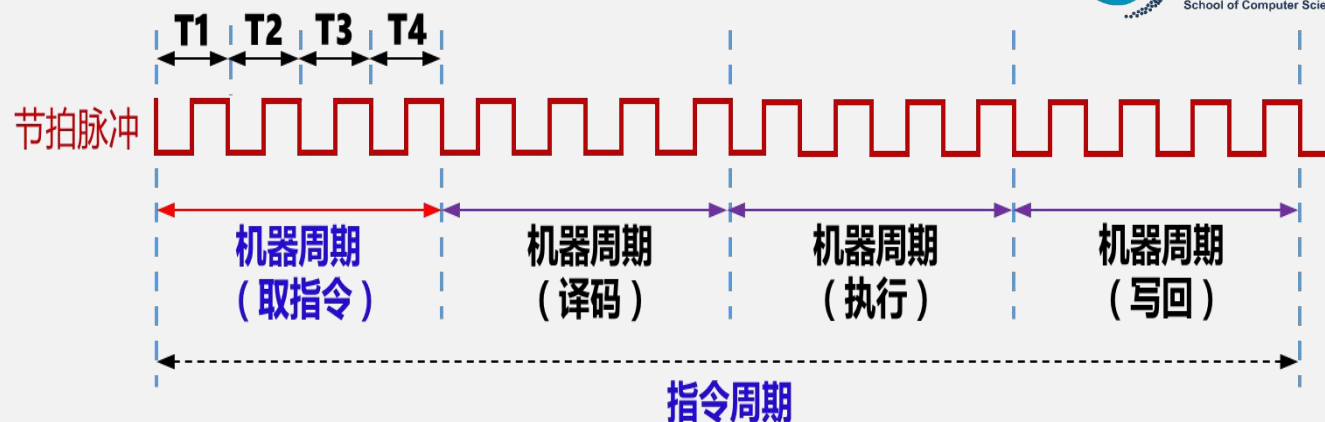 School of Computer Scie
T1 T2 T3 T4
节拍脉冲
机器周期 机器周期 机器周期 机器周期
（取指令） （译码） （执行） （写回）
指令周期